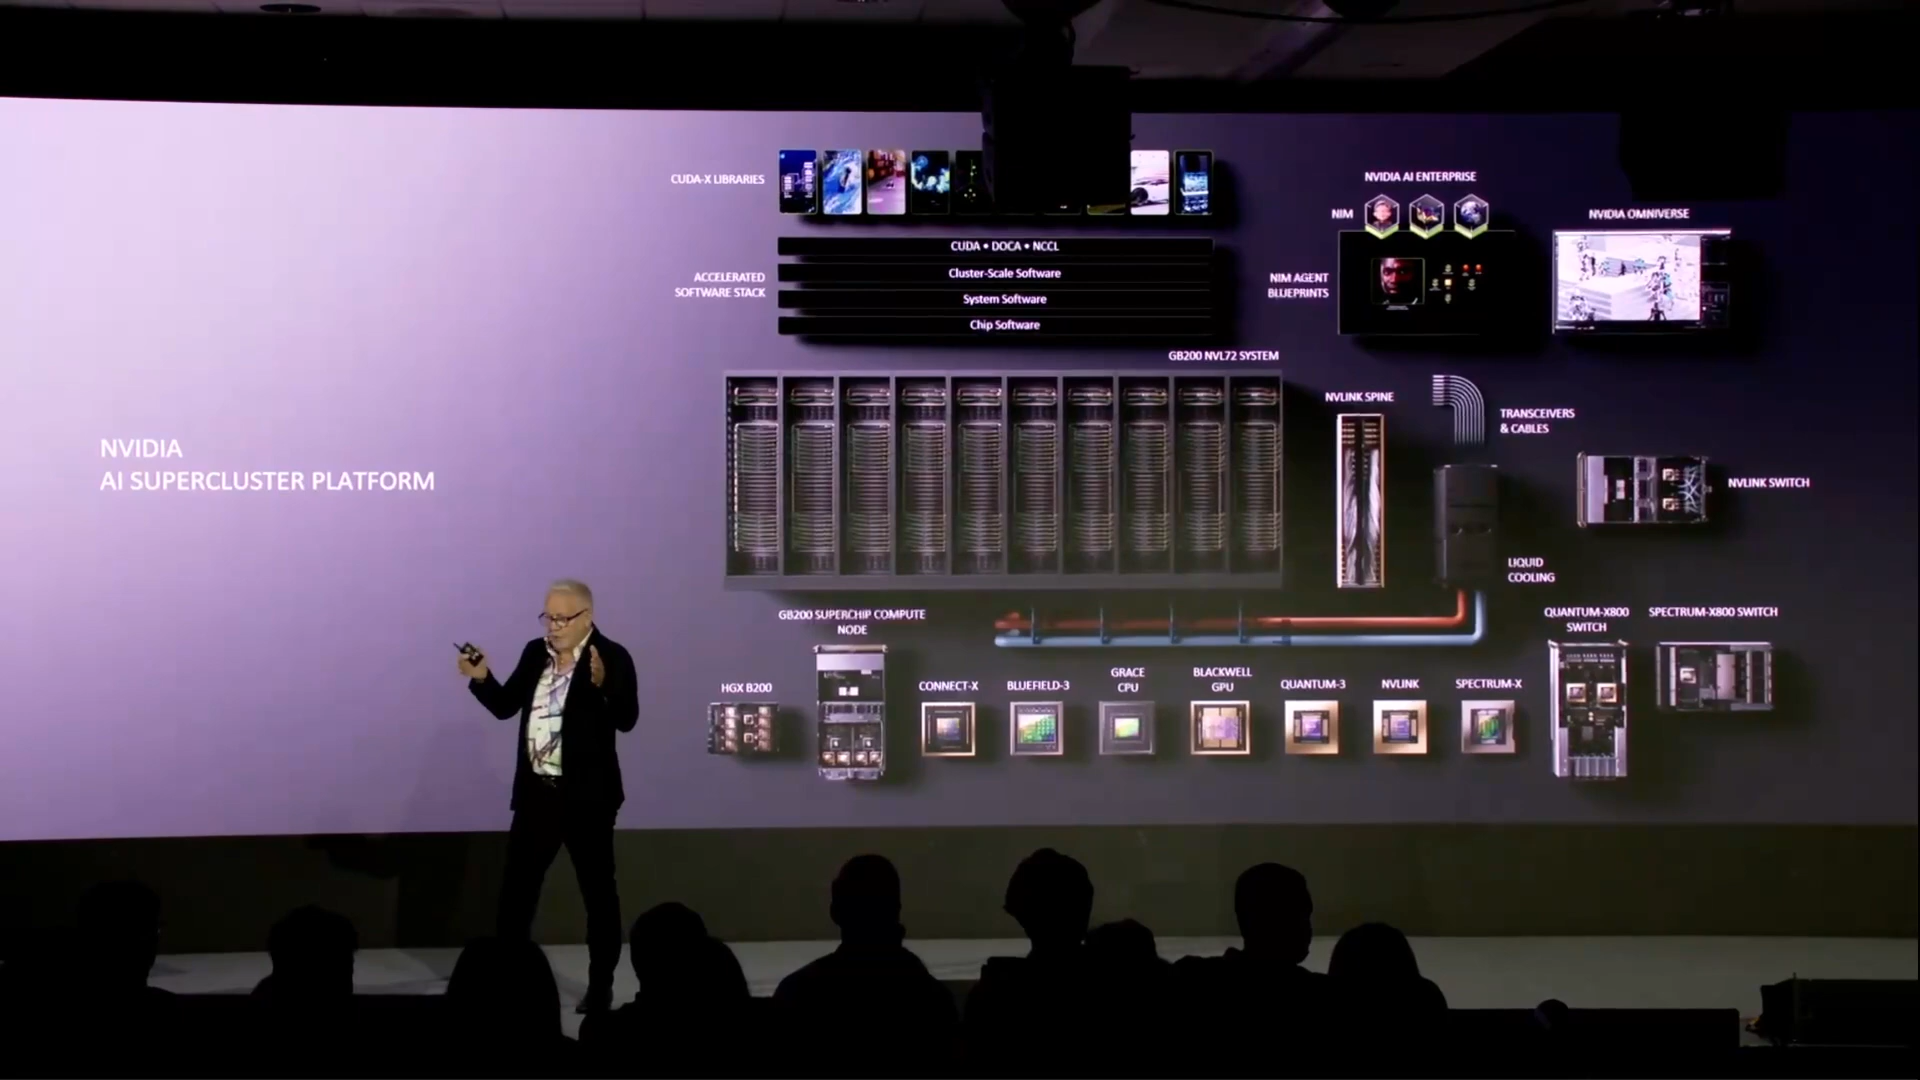 NVIDIA
AI SUPERCLUSTER PLATFORM
CUDA-X LIBRARIES
ACCELERATED
SOFTWARE STACK
CUDA • DOCA • NCCL
Cluster-Scale Software
System Software
Chip Software
NVIDIA AI ENTERPRISE
NIM
NIM AGENT
BLUEPRINTS
NVIDIA OMNIVERSE
GB200 NVL72 SYSTEM
NVLINK SPINE
TRANSCEIVERS
& CABLES
NVLINK SWITCH
LIQUID
COOLING
GB200 SUPERCHIP COMPUTE
NODE
QUANTUM-X800
SWITCH
SPECTRUM-X800 SWITCH
HGX B200
CONNECT-X
BLUEFIELD-3
GRACE
CPU
BLACKWELL
GPU
QUANTUM-3
NVLINK
SPECTRUM-X